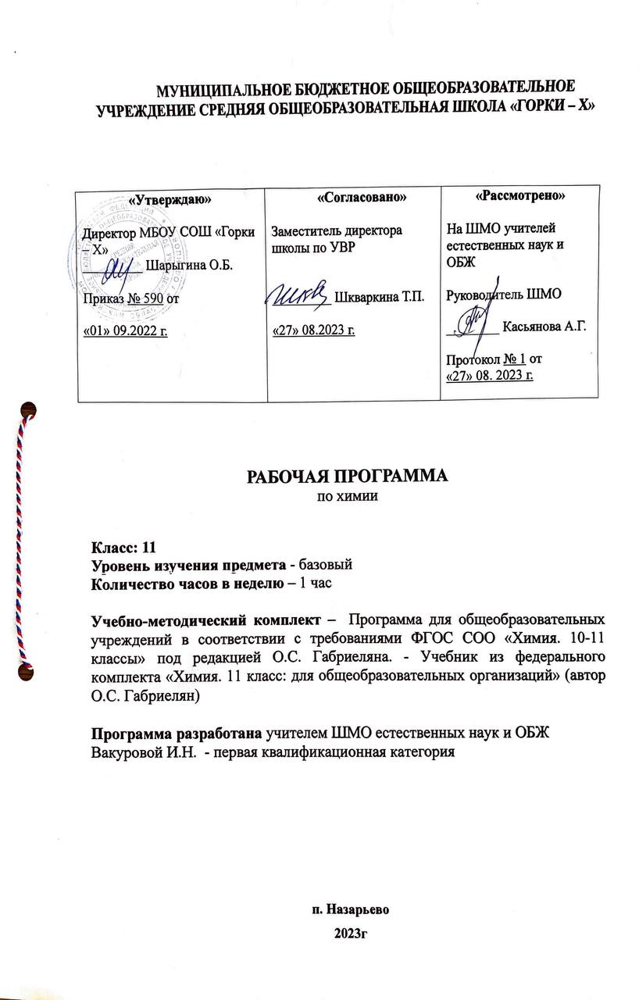 МУНИЦИПАЛЬНОЕ БЮДЖЕТНОЕ ОБЩЕОБРАЗОВАТЕЛЬНОЕ
УЧРЕЖДЕНИЕ СРЕДНЯЯ ОБЩЕОБРАЗОВАТЕЛЬНАЯ ШКОЛА «ГОРКИ – X»
«Утверждаю»
Директор МБОУ СОШ «Горки
– Х»
Шарыгина О.Б.
Приказ № 590 от
«01» 09.2022 г.
«Согласовано»
Заместитель директора
школы по УВР
Шкваркина Т.П.
«27» 08.2023 г.
«Рассмотрено»
На ШМО учителей
естественных наук и
ОБЖ
Руководитель ШМО
Касьянова А.Г.
Протокол № 1 от
«27» 08. 2023 г.
РАБОЧАЯ ПРОГРАММА
по химии
Класс: 11
Уровень изучения предмета - базовый
Количество часов в неделю – 1 час
Учебно-методический комплект – Программа для общеобразовательных
учреждений в соответствии с требованиями ФГОС СОО «Химия. 10-11
классы» под редакцией О.С. Габриеляна. - Учебник из федерального
комплекта «Химия. 11 класс: для общеобразовательных организаций» (автор
О.С. Габриелян)
Программа разработана учителем ШМО естественных наук и ОБЖ
Вакуровой И.Н. - первая квалификационная категория
п. Назарьево
2023г